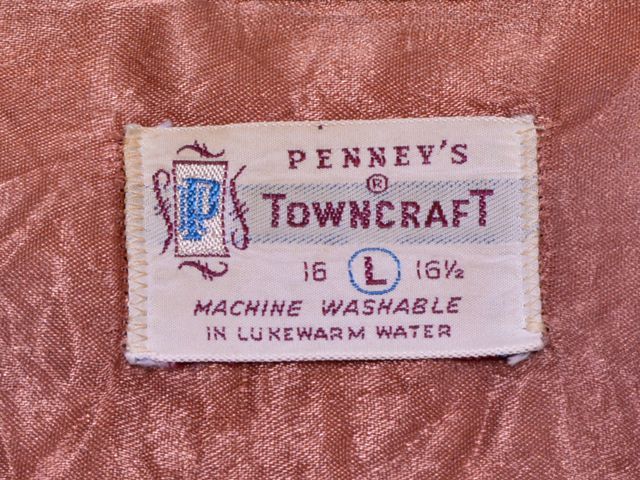 PENNEY'S
®
P TOWNCRAFT
16 L 16½
MACHINE WASHABLE
IN LUKEWARM WATER